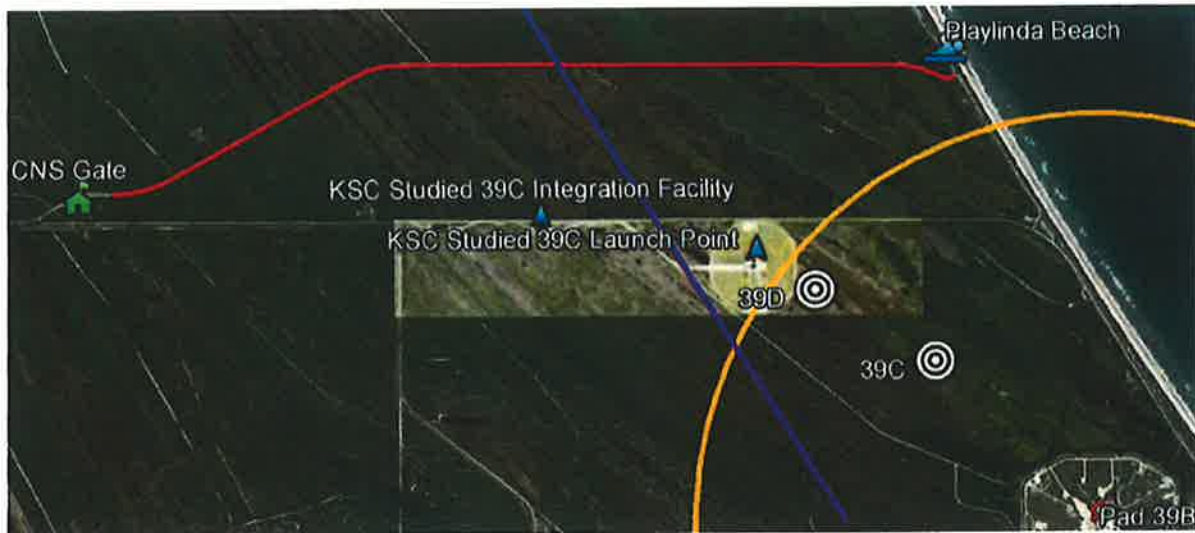 Playlinda Beach
CNS Gate
KSC Studied 39C Integration Facility
KSC Studied 39C Launch Point
39D
39C
Pad 39B